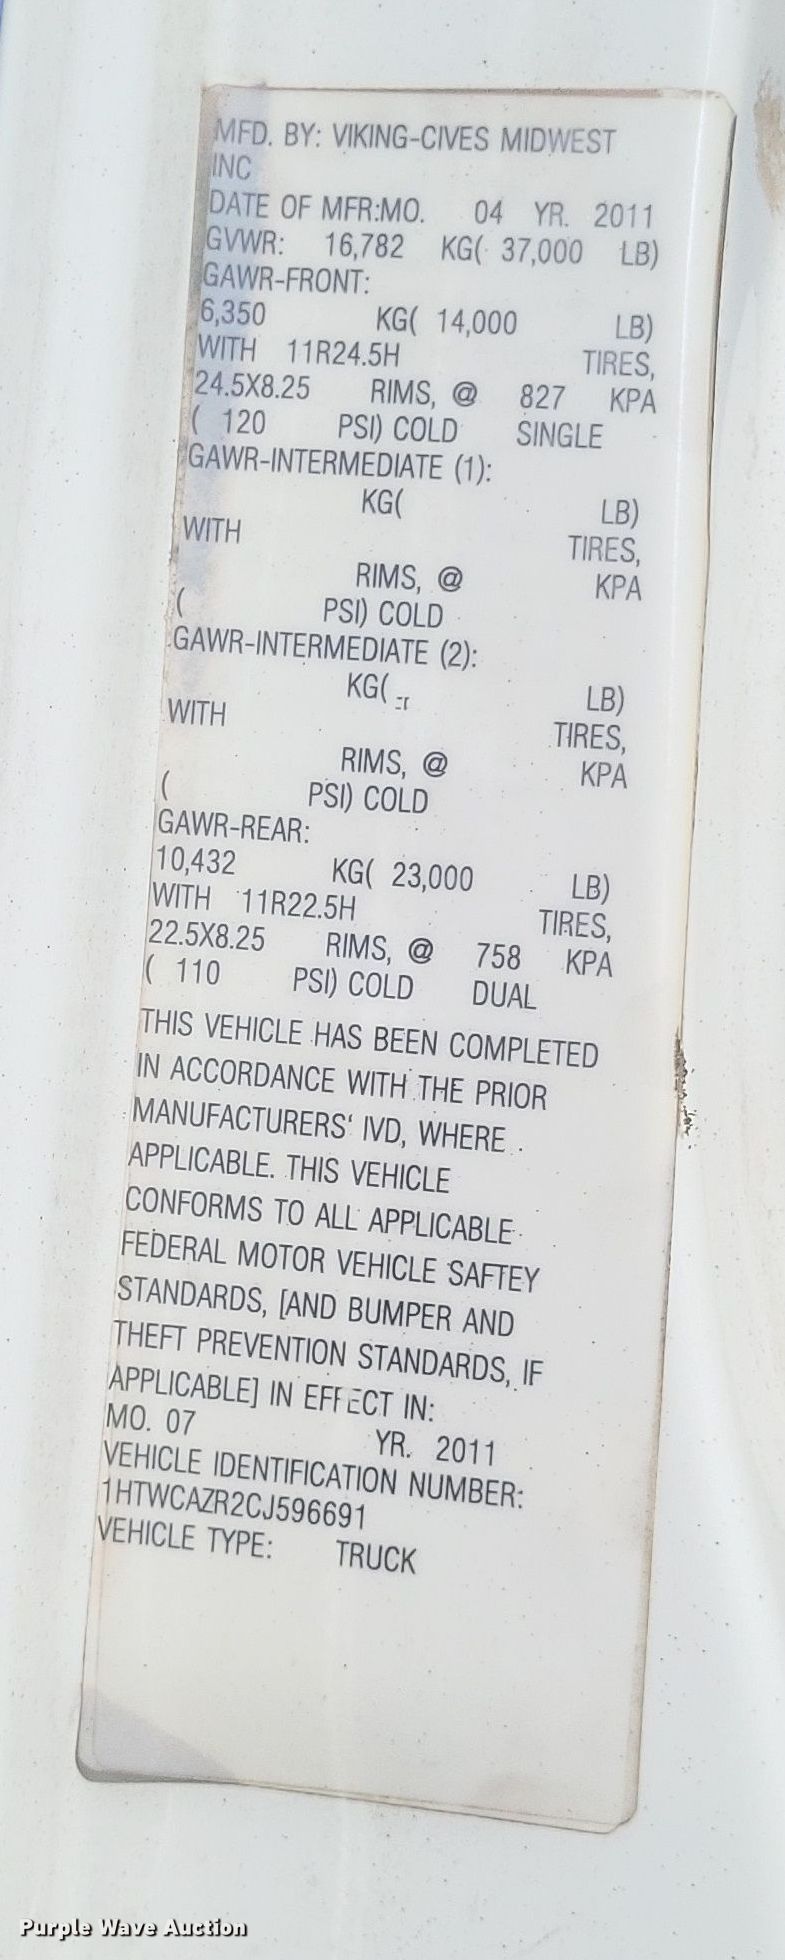 MFD. BY: VIKING-CIVES MIDWEST
INC
DATE OF MFR:MO. 04 YR. 2011
GVWR: 16,782 KG( 37,000 LB)
GAWR-FRONT:
6,350 KG( 14,000 LB)
WITH 11R24.5H TIRES,
24.5X8.25 RIMS, @ 827 KPA
( 120 PSI) COLD SINGLE
GAWR-INTERMEDIATE (1):
KG( LB)
WITH TIRES,
RIMS, @ KPA
( PSI) COLD
GAWR-INTERMEDIATE (2):
KG( LB)
WITH TIRES,
RIMS, @ KPA
( PSI) COLD
GAWR-REAR:
10,432 KG( 23,000 LB)
WITH 11R22.5H TIRES,
22.5X8.25 RIMS, @ 758 KPA
( 110 PSI) COLD DUAL
THIS VEHICLE HAS BEEN COMPLETED
IN ACCORDANCE WITH THE PRIOR
MANUFACTURERS' IVD, WHERE
APPLICABLE. THIS VEHICLE
CONFORMS TO ALL APPLICABLE
FEDERAL MOTOR VEHICLE SAFTEY
STANDARDS, [AND BUMPER AND
THEFT PREVENTION STANDARDS, IF
APPLICABLE] IN EFFECT IN:
MO. 07 YR. 2011
VEHICLE IDENTIFICATION NUMBER:
1HTWCAZR2CJ596691
VEHICLE TYPE: TRUCK
Purple Wave Auction